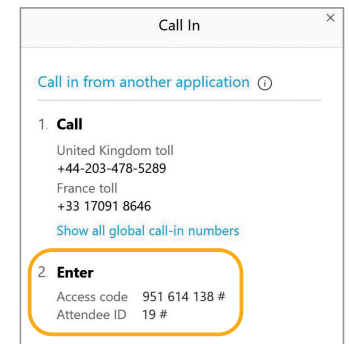 Call In
Call in from another application
1. Call
United Kingdom toll
+44-203-478-5289
France toll
+33 17091 8646
Show all global call-in numbers
2. Enter
Access code 951 614 138 #
Attendee ID 19 #